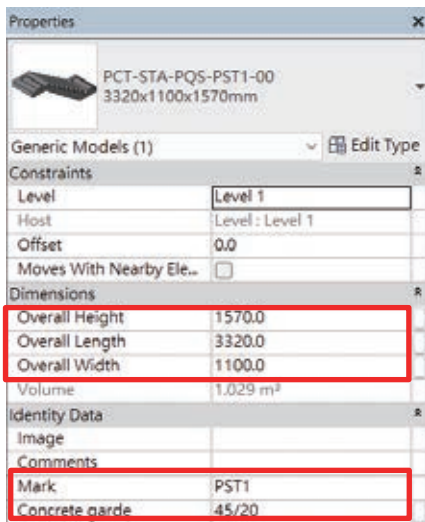 Properties
PCT-STA-PQS-PST1-00
3320x1100x1570mm
Generic Models (1) Edit Type
Constraints
Level Level 1
Host Level : Level 1
Offset 0.0
Moves With Nearby Ele...
Dimensions
Overall Height 1570.0
Overall Length 3320.0
Overall Width 1100.0
Volume 1.029 m³
Identity Data
Image
Comments
Mark PST1
Concrete garde 45/20